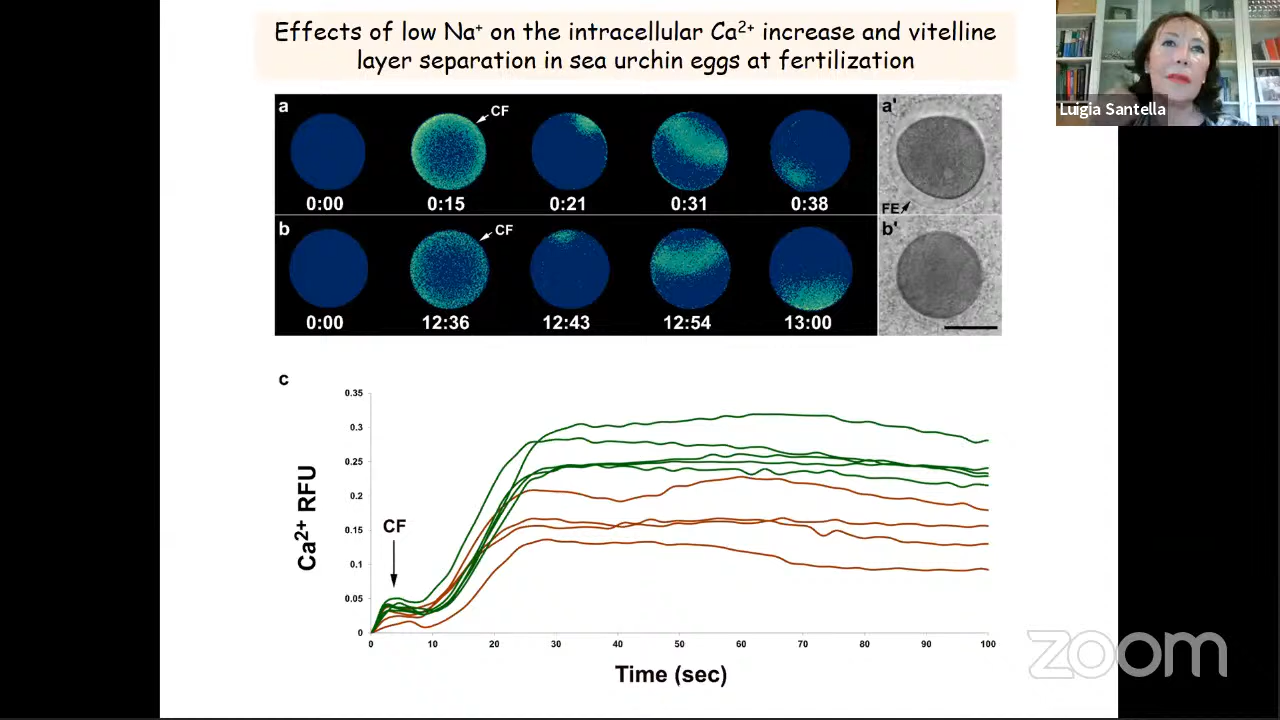 Effects of low Na⁺ on the intracellular Ca²⁺ increase and vitelline
layer separation in sea urchin eggs at fertilization
Luigia Santella
a
CF
a'
0:00
0:15
0:21
0:31
0:38
FE
b
CF
b'
0:00
12:36
12:43
12:54
13:00
c
0.35
0.3
0.25
0.2
0.15
0.1
0.05
0
Ca²⁺ RFU
CF
0 10 20 30 40 50 60 70 80 90 100
Time (sec)
zoom